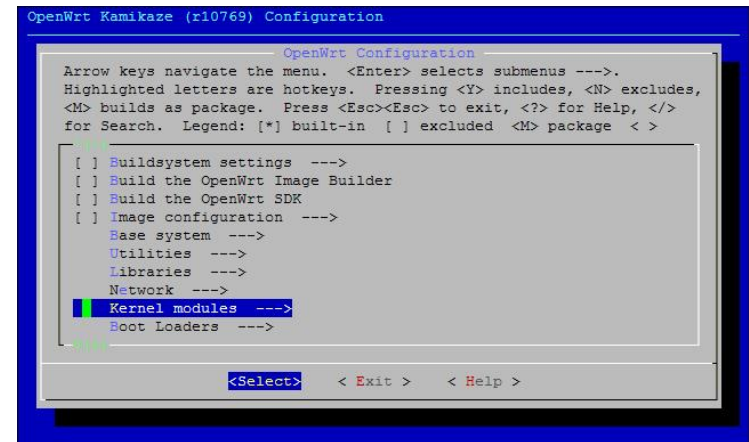 OpenWrt Kamikaze (r10769) Configuration
OpenWrt Configuration
Arrow keys navigate the menu. <Enter> selects submenus --->.
Highlighted letters are hotkeys. Pressing <Y> includes, <N> excludes,
<M> builds as package. Press <Esc><Esc> to exit, <?> for Help, </>
for Search. Legend: [*] built-in [ ] excluded <M> package < >
[ ] Buildsystem settings --->
[ ] Build the OpenWrt Image Builder
[ ] Build the OpenWrt SDK
[ ] Image configuration --->
Base system --->
Utilities --->
Libraries --->
Network --->
Kernel modules --->
Boot Loaders --->
<Select> < Exit > < Help >